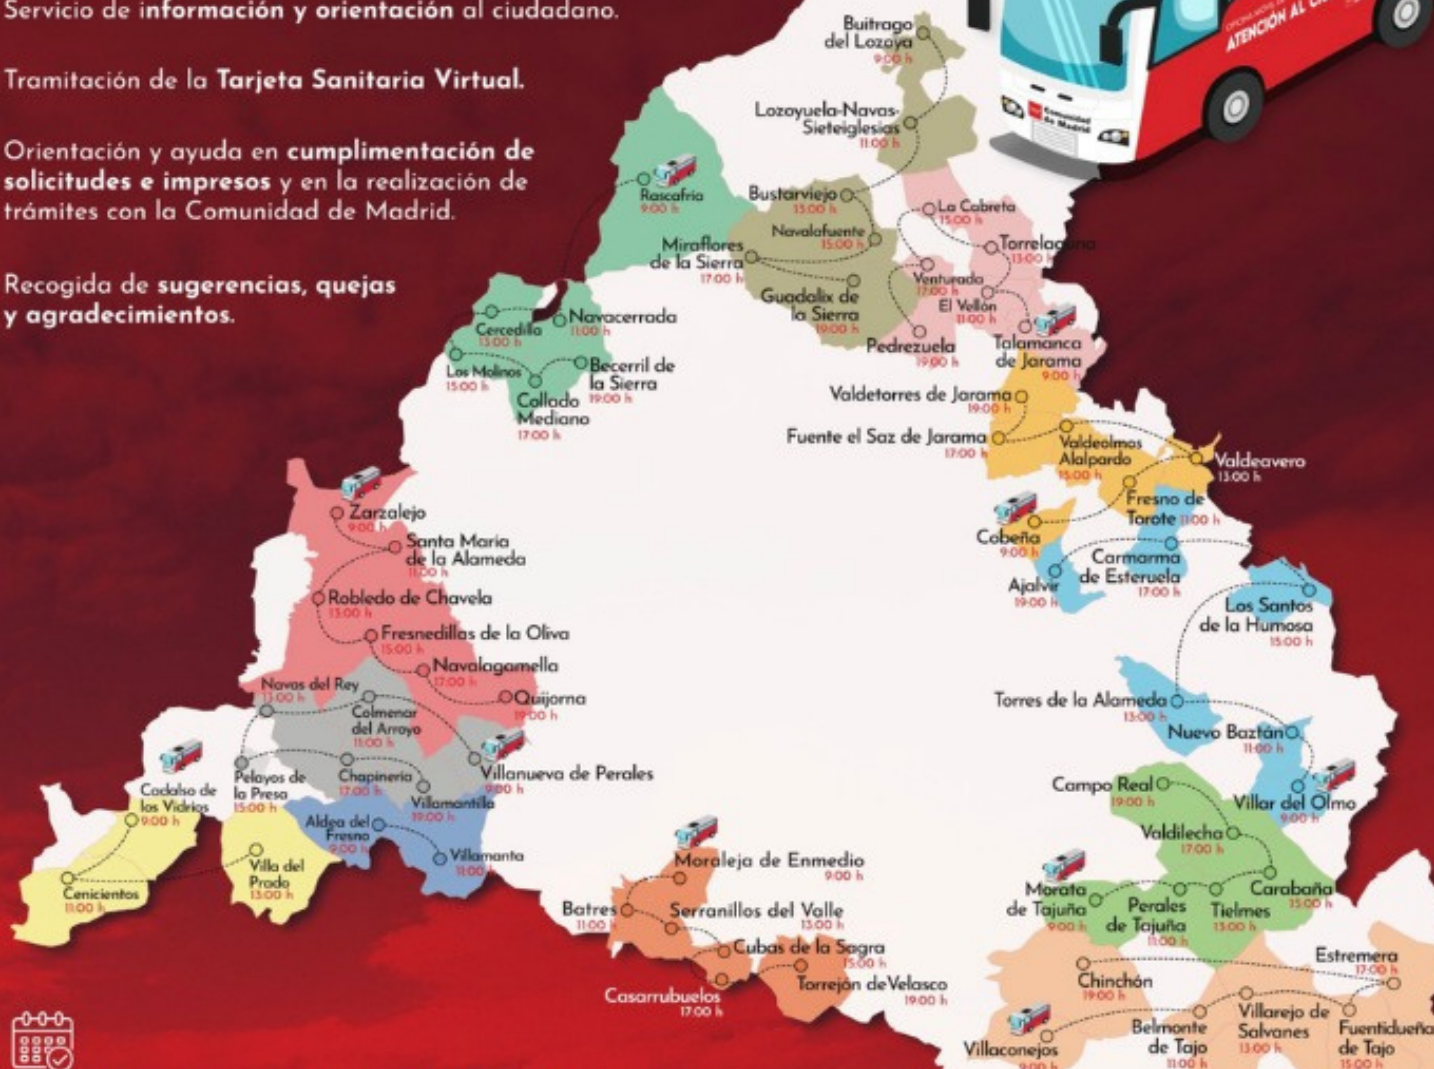 Servicio de información y orientación al ciudadano.
Tramitación de la Tarjeta Sanitaria Virtual.
Orientación y ayuda en cumplimentación de
solicitudes e impresos y en la realización de
trámites con la Comunidad de Madrid.
Recogida de sugerencias, quejas
y agradecimientos.
ATENCIÓN AL
Comunidad
de Madrid
Buitrago
del Lozoya
9:00 h
Lozoyuela-Navas-
Sieteiglesias
11:00 h
Bustarviejo
13:00 h
Navalafuente
15:00 h
Miraflores
de la Sierra
17:00 h
Guadalix de
la Sierra
19:00 h
Rascafría
9:00 h
Navacerrada
11:00 h
Cercedilla
13:00 h
Los Molinos
15:00 h
Collado
Mediano
17:00 h
Becerril de
la Sierra
19:00 h
La Cabrera
15:00 h
Torrelaguna
13:00 h
Venturada
17:00 h
El Vellón
11:00 h
Pedrezuela
19:00 h
Talamanca
de Jarama
9:00 h
Valdetorres de Jarama
19:00 h
Fuente el Saz de Jarama
17:00 h
Valdeolmos
Alalpardo
15:00 h
Valdeavero
13:00 h
Fresno de
Torote 11:00 h
Cobeña
9:00 h
Ajalvir
19:00 h
Carmarma
de Esteruela
17:00 h
Los Santos
de la Humosa
15:00 h
Torres de la Alameda
13:00 h
Nuevo Baztán
11:00 h
Villar del Olmo
9:00 h
Zarzalejo
9:00 h
Santa María
de la Alameda
11:00 h
Robledo de Chavela
13:00 h
Fresnedillas de la Oliva
15:00 h
Navalagamella
17:00 h
Quijorna
19:00 h
Navas del Rey
13:00 h
Colmenar
del Arroyo
11:00 h
Villanueva de Perales
9:00 h
Pelayos de
la Presa
15:00 h
Chapinería
17:00 h
Villamantilla
19:00 h
Cadalso de
los Vidrios
9:00 h
Cenicientos
11:00 h
Villa del
Prado
13:00 h
Aldea del
Fresno
9:00 h
Villamanta
11:00 h
Moraleja de Enmedio
9:00 h
Batres
11:00 h
Serranillos del Valle
13:00 h
Cubas de la Sagra
15:00 h
Casarrubuelos
17:00 h
Torrejón de Velasco
19:00 h
Campo Real
19:00 h
Valdilecha
17:00 h
Carabaña
15:00 h
Morata
de Tajuña
9:00 h
Perales
de Tajuña
11:00 h
Tielmes
13:00 h
Estremera
17:00 h
Chinchón
19:00 h
Villarejo de
Salvanes
13:00 h
Fuentidueña
de Tajo
15:00 h
Belmonte
de Tajo
11:00 h
Villaconejos
9:00 h